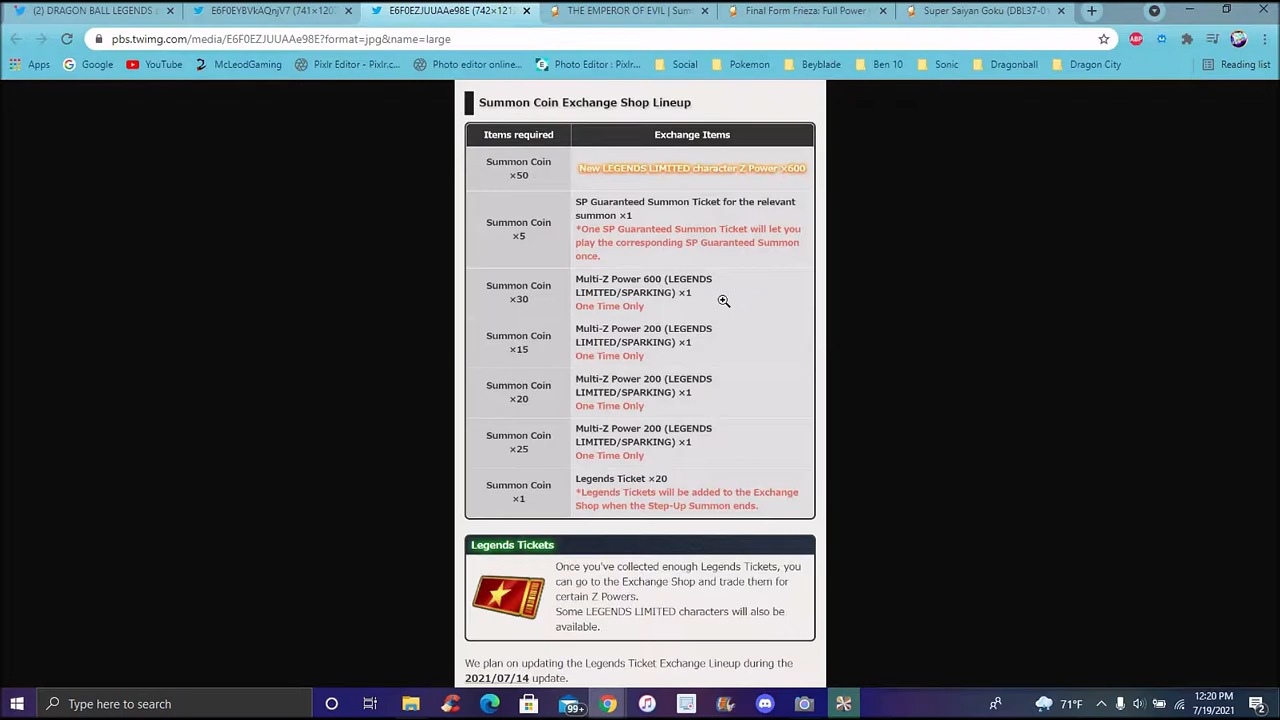 (2) DRAGON BALL LEGENDS
E6F0EYBVkAQnjV7 (741×120
E6F0EZJUUAAe98E (742×121
THE EMPEROR OF EVIL | Sum
Final Form Frieza: Full Power
Super Saiyan Goku (DBL37-0
pbs.twimg.com/media/E6F0EZJUUAAe98E?format=jpg&name=large
ABP
Apps
Google
YouTube
McLeodGaming
Pixlr Editor - Pixlr.c...
Photo editor online...
Photo Editor : Pixlr...
Social
Pokemon
Beyblade
Ben 10
Sonic
Dragonball
Dragon City
Reading list
Summon Coin Exchange Shop Lineup
Items required
Exchange Items
Summon Coin
×50
New LEGENDS LIMITED character Z Power ×600
Summon Coin
×5
SP Guaranteed Summon Ticket for the relevant
summon ×1
*One SP Guaranteed Summon Ticket will let you
play the corresponding SP Guaranteed Summon
once.
Summon Coin
×30
Multi-Z Power 600 (LEGENDS
LIMITED/SPARKING) ×1
One Time Only
Summon Coin
×15
Multi-Z Power 200 (LEGENDS
LIMITED/SPARKING) ×1
One Time Only
Summon Coin
×20
Multi-Z Power 200 (LEGENDS
LIMITED/SPARKING) ×1
One Time Only
Summon Coin
×25
Multi-Z Power 200 (LEGENDS
LIMITED/SPARKING) ×1
One Time Only
Summon Coin
×1
Legends Ticket ×20
*Legends Tickets will be added to the Exchange
Shop when the Step-Up Summon ends.
Legends Tickets
Once you've collected enough Legends Tickets, you
can go to the Exchange Shop and trade them for
certain Z Powers.
Some LEGENDS LIMITED characters will also be
available.
We plan on updating the Legends Ticket Exchange Lineup during the
2021/07/14 update.
Type here to search
99+
71°F
12:20 PM
7/19/2021